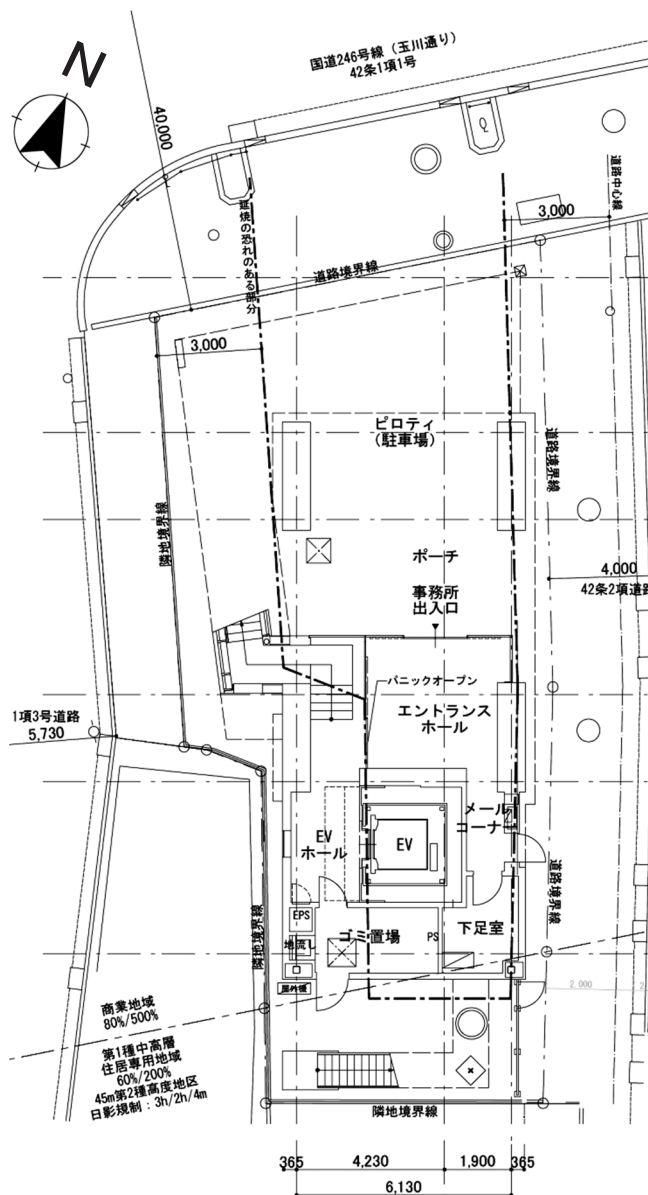 N
国道246号線（玉川通り）
42条1項1号
40,000
道路中心線
3,000
延焼の恐れのある部分
道路境界線
3,000
ピロティ
（駐車場）
道路境界線
隣地境界線
ポーチ
4,000
42条2項道路
事務所
出入口
パニックオープン
エントランス
ホール
1項3号道路
5,730
メール
コーナー
EV
ホール
EV
道路境界線
EPS
ゴミ置場
PS
下足室
地流し
隣地境界線
屋外機
2,000
2
商業地域
80%/500%
第1種中高層
住居専用地域
60%/200%
45m第2種高度地区
日影規制：3h/2h/4m
隣地境界線
365
4,230
1,900
365
6,130